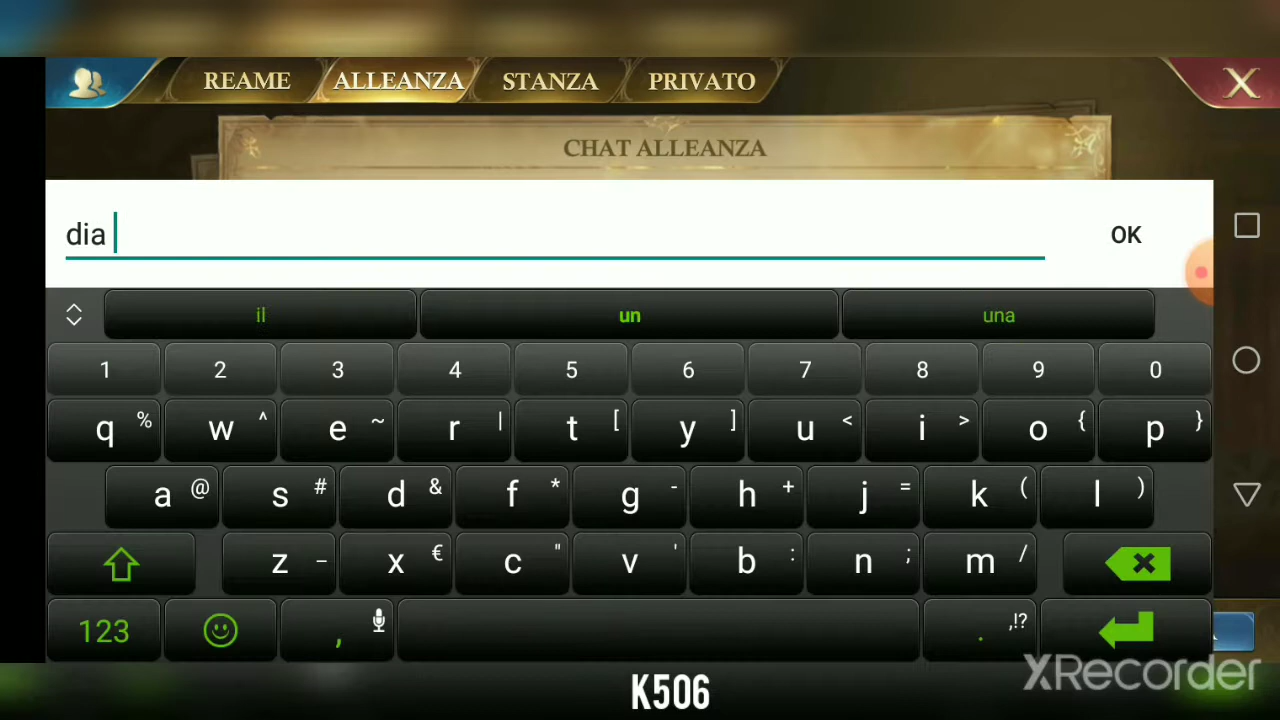 REAME ALLEANZA STANZA PRIVATO X
CHAT ALLEANZA
dia OK
il un una
1 2 3 4 5 6 7 8 9 0
q % w ^ e ~ r | t [ y ] u < i > o { p }
a @ s # d & f * g - h + j = k ( l )
z _ x € c " v ' b : n ; m /
123 , . ,!?
XRecorder
K506